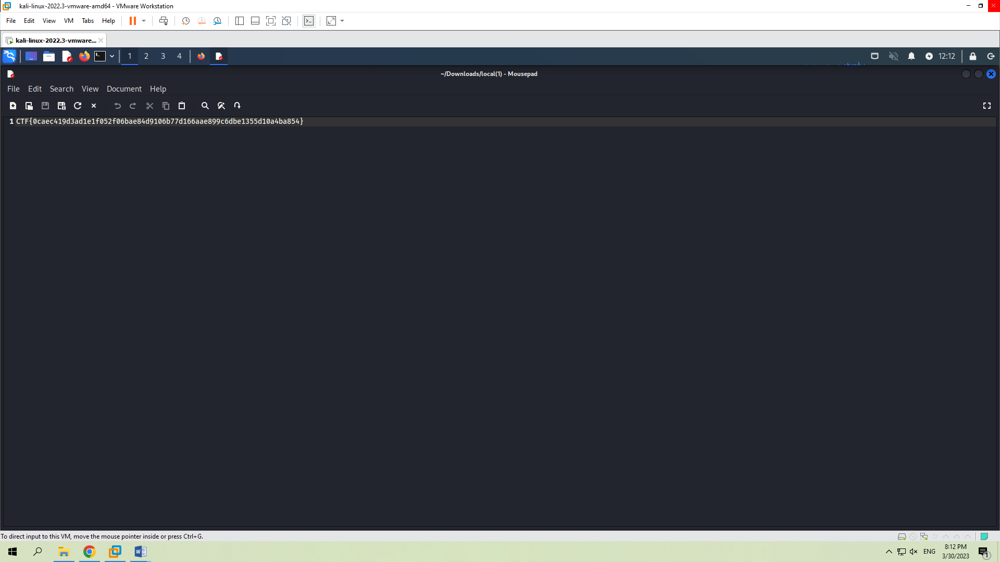 kali-linux-2022.3-vmware-amd64 - VMware Workstation
File Edit View VM Tabs Help
kali-linux-2022.3-vmware...
1 2 3 4 12:12
~/Downloads/local(1) - Mousepad
File Edit Search View Document Help
1 CTF{0caec419d3ad1e1f052f06bae84d9106b77d166aae899c6dbe1355d10a4ba854}
To direct input to this VM, move the mouse pointer inside or press Ctrl+G.
ENG
8:12 PM
3/30/2023
1